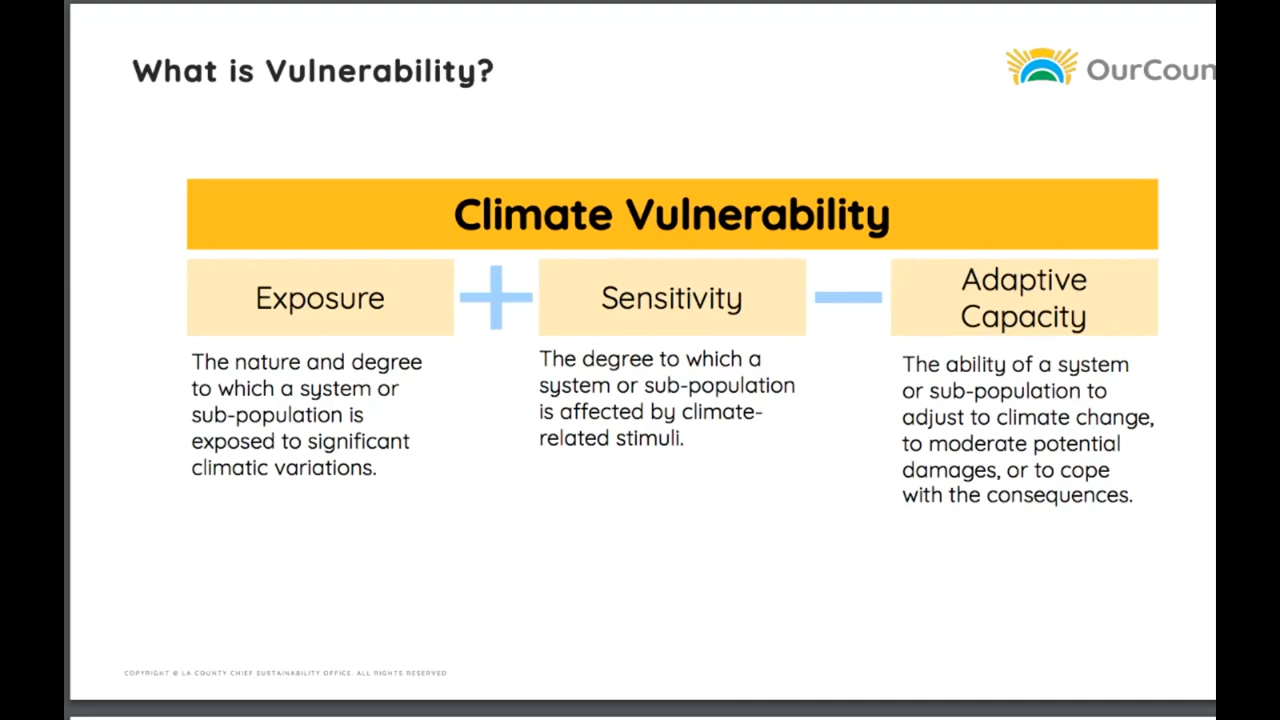 What is Vulnerability?
OurCoun
Climate Vulnerability
Exposure
Sensitivity
Adaptive
Capacity
The nature and degree
to which a system or
sub-population is
exposed to significant
climatic variations.
The degree to which a
system or sub-population
is affected by climate-
related stimuli.
The ability of a system
or sub-population to
adjust to climate change,
to moderate potential
damages, or to cope
with the consequences.
COPYRIGHT © LA COUNTY CHIEF SUSTAINABILITY OFFICE. ALL RIGHTS RESERVED